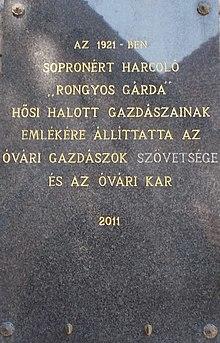 AZ 1921 - BEN
SOPRONÉRT HARCOLÓ
„RONGYOS GÁRDA”
HŐSI HALOTT GAZDÁSZAINAK
EMLÉKÉRE ÁLLÍTTATTA AZ
ÓVÁRI GAZDÁSZOK SZÖVETSÉGE
ÉS AZ ÓVÁRI KAR
2011